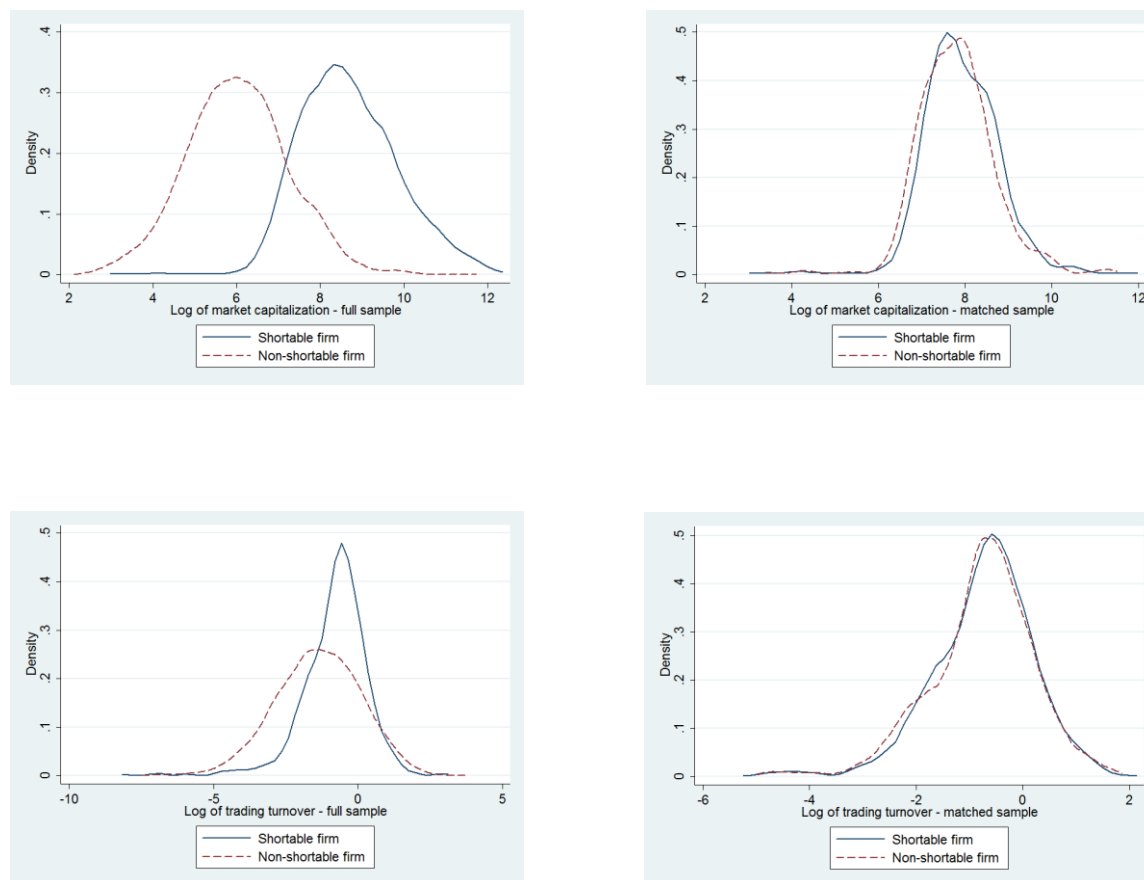 .4
.3
.2
.1
0
Density
2 4 6 8 10 12
Log of market capitalization - full sample
Shortable firm
Non-shortable firm
.5
.4
.3
.2
.1
0
Density
2 4 6 8 10 12
Log of market capitalization - matched sample
Shortable firm
Non-shortable firm
.5
.4
.3
.2
.1
0
Density
-10 -5 0 5
Log of trading turnover - full sample
Shortable firm
Non-shortable firm
.5
.4
.3
.2
.1
0
Density
-6 -4 -2 0 2
Log of trading turnover - matched sample
Shortable firm
Non-shortable firm